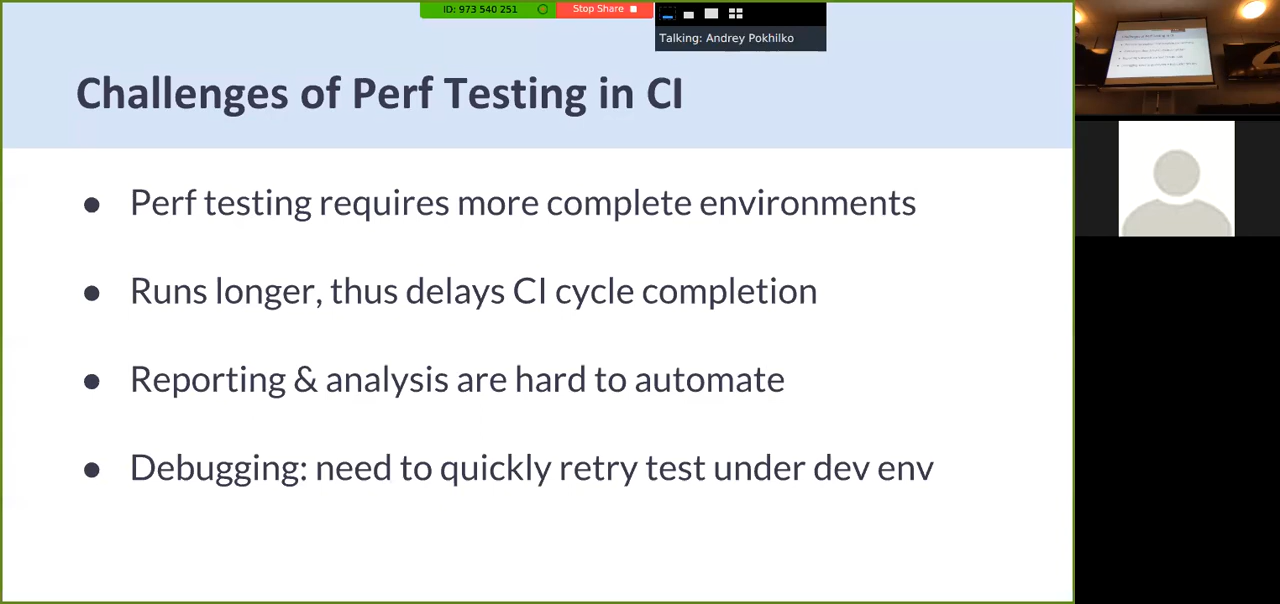 ID: 973 540 251
Stop Share
Talking: Andrey Pokhilko
Challenges of Perf Testing in CI
● Perf testing requires more complete environments
● Runs longer, thus delays CI cycle completion
● Reporting & analysis are hard to automate
● Debugging: need to quickly retry test under dev env